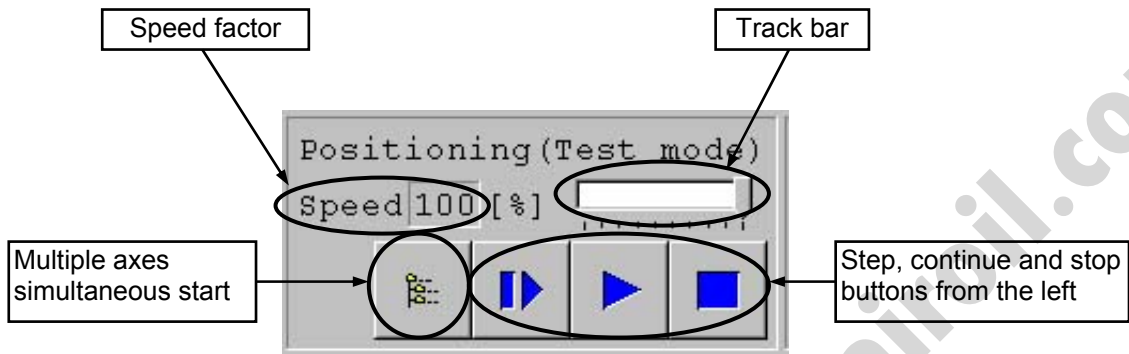 Speed factor
Track bar
Positioning(Test mode)
Speed 100 [%]
Multiple axes
simultaneous start
Step, continue and stop
buttons from the left